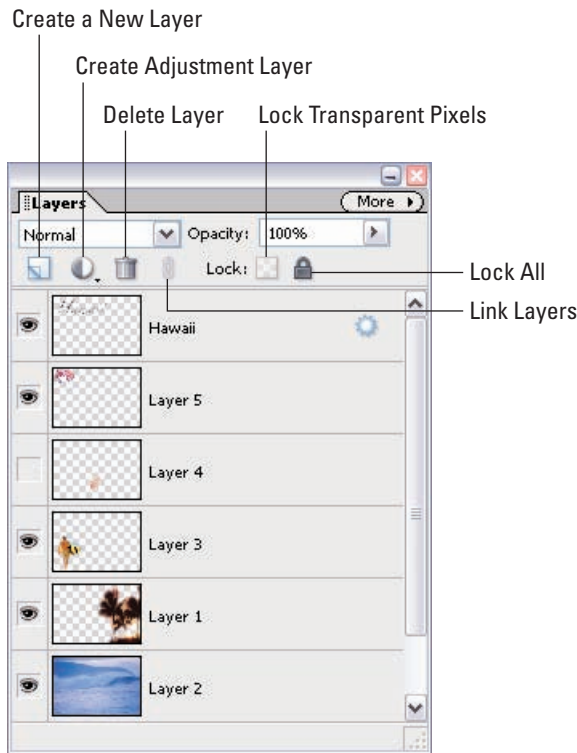 Create a New Layer
Create Adjustment Layer
Delete Layer
Lock Transparent Pixels
Layers
More
Normal
Opacity: 100%
Lock:
Lock All
Link Layers
Hawaii
Hawaii
Layer 5
Layer 4
Layer 3
Layer 1
Layer 2